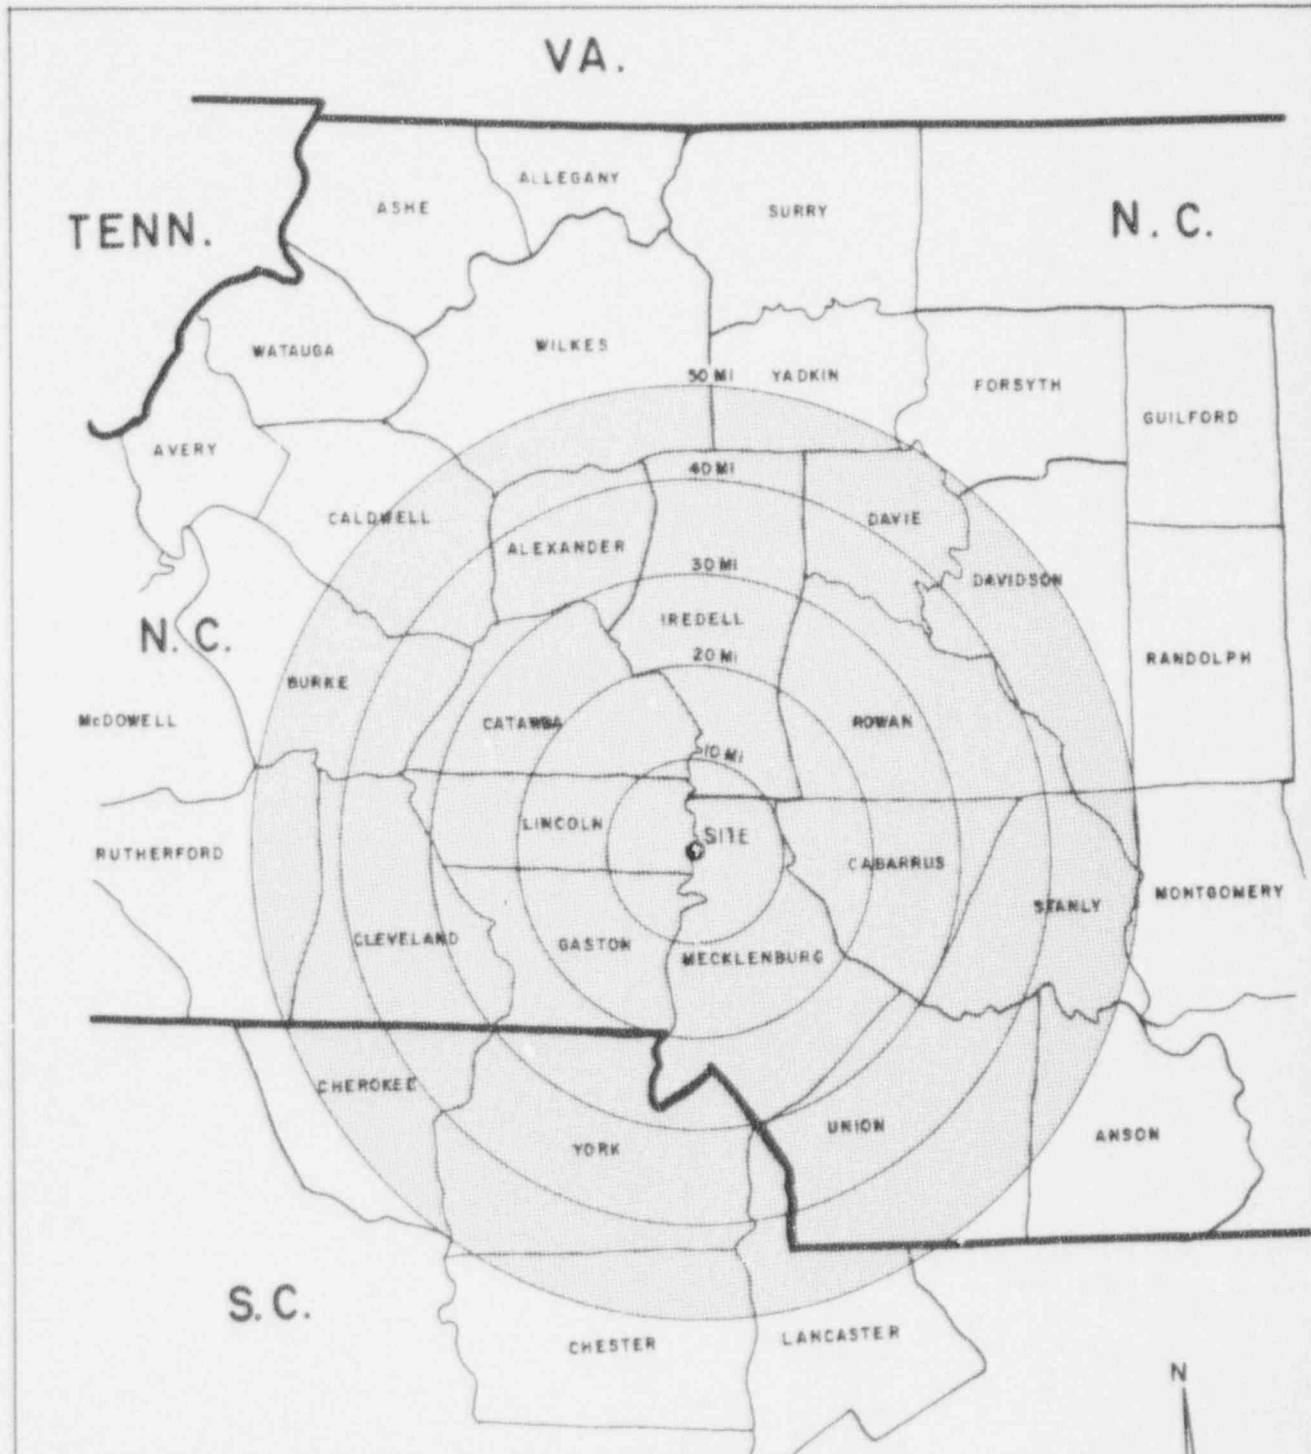 VA.
ALLEGANY
ASHE
SURRY
TENN.
N. C.
WATAUGA
WILKES
50 MI
YADKIN
FORSYTH
GUILFORD
AVERY
40 MI
CALDWELL
DAVIE
ALEXANDER
30 MI
DAVIDSON
IREDELL
N. C.
20 MI
RANDOLPH
BURKE
McDOWELL
CATAWBA
ROWAN
10 MI
LINCOLN
SITE
RUTHERFORD
CABARRUS
MONTGOMERY
STANLY
CLEVELAND
GASTON
MECKLENBURG
CHEROKEE
UNION
ANSON
YORK
S. C.
CHESTER
LANCASTER
N